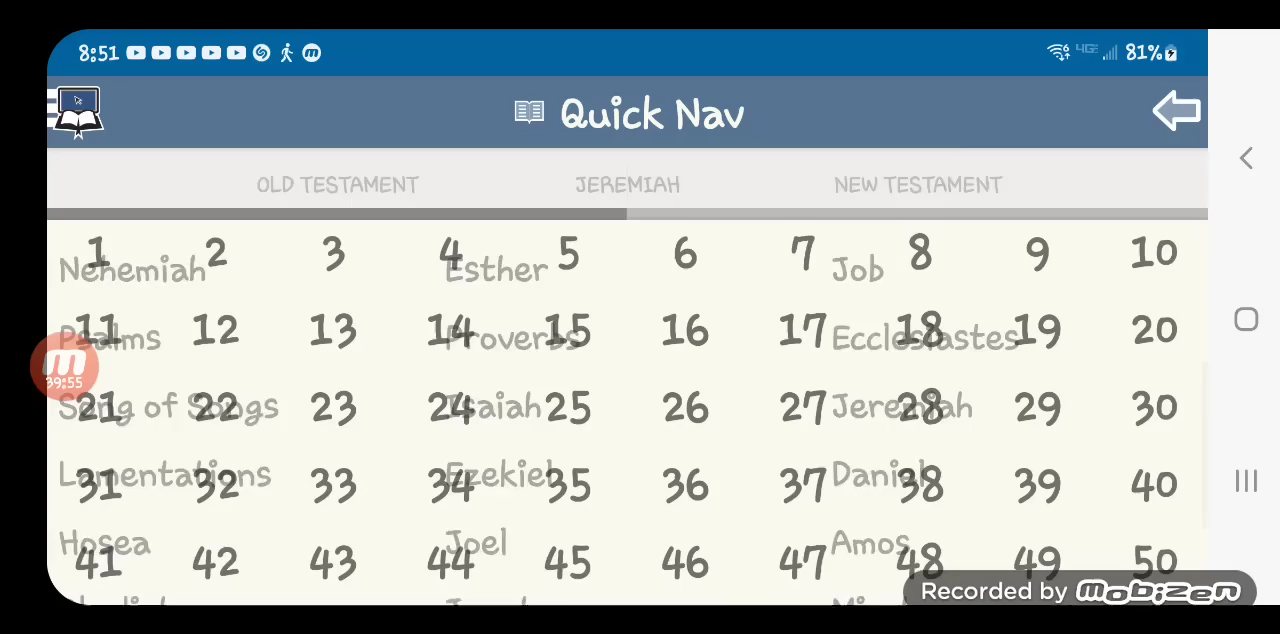 8:51 81%
Quick Nav
OLD TESTAMENT JEREMIAH NEW TESTAMENT
1 2 3 4 5 6 7 8 9 10
Nehemiah Esther Job
11 12 13 14 15 16 17 18 19 20
Psalms Proverbs Ecclesiastes
39:55
21 22 23 24 25 26 27 28 29 30
Song of Songs Isaiah Jeremiah
31 32 33 34 35 36 37 38 39 40
Lamentations Ezekiel Daniel
Hosea Joel Amos
41 42 43 44 45 46 47 48 49 50
Recorded by mobizen